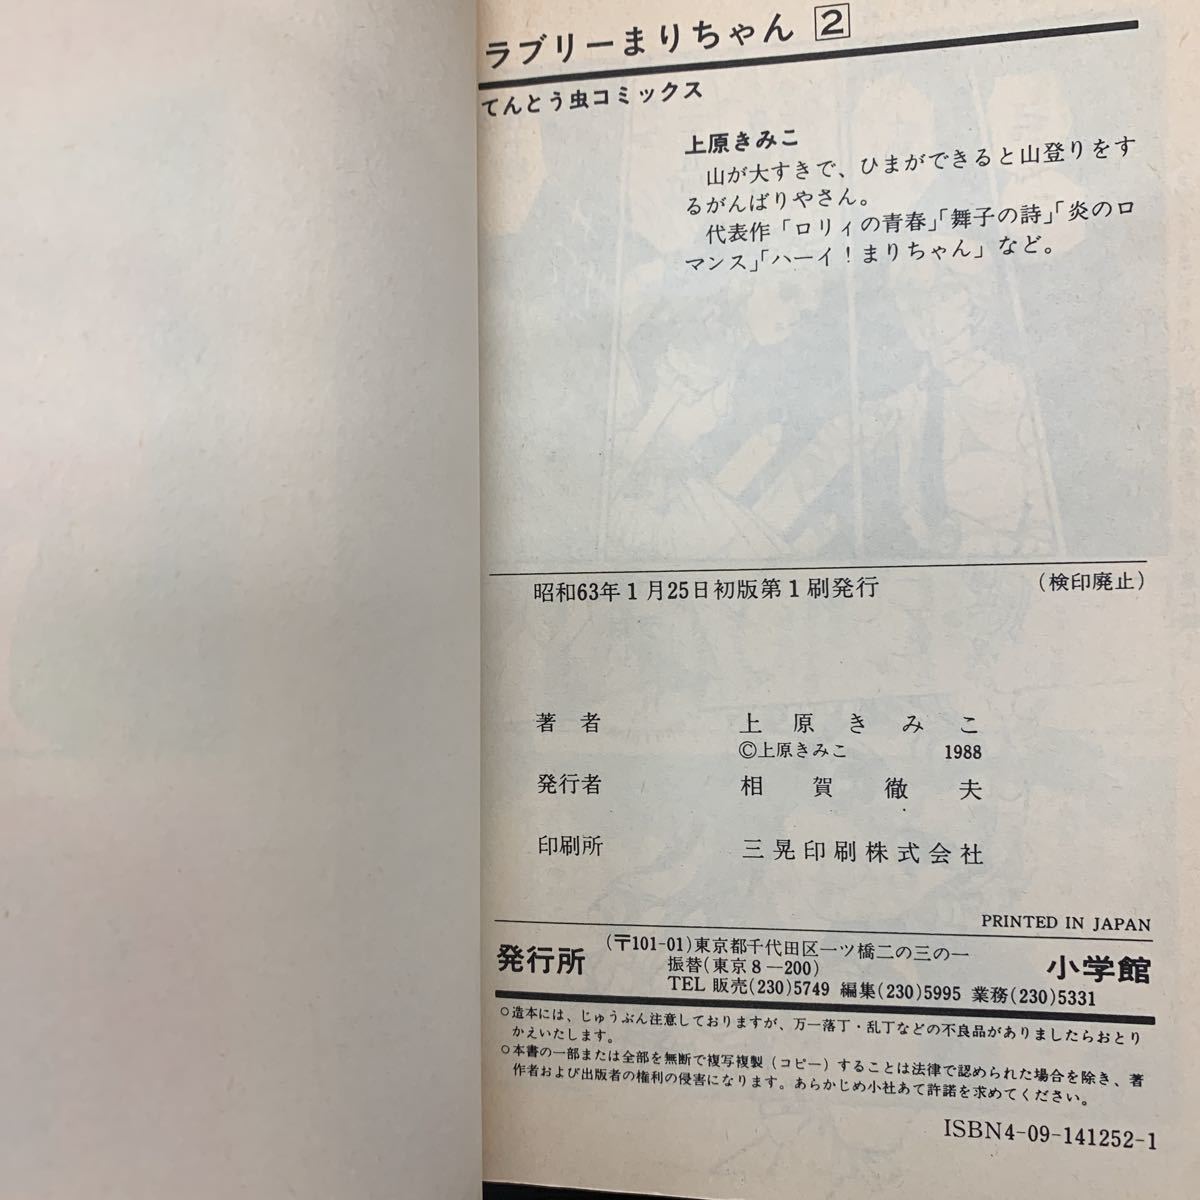 ラブリーまりちゃん 2
てんとう虫コミックス
上原きみこ
山が大すきで、ひまができると山登りをす
るがんばりやさん。
代表作「ロリィの青春」「舞子の詩」「炎のロ
マンス」「ハーイ!まりちゃん」など。
昭和63年1月25日初版第1刷発行 (検印廃止)
著者 上原きみこ
©上原きみこ 1988
発行者 相賀徹夫
印刷所 三晃印刷株式会社
PRINTED IN JAPAN
発行所 (〒101-01)東京都千代田区一ツ橋二の三の一 小学館
振替(東京8-200)
TEL 販売(230)5749 編集(230)5995 業務(230)5331
○造本には、じゅうぶん注意しておりますが、万一落丁・乱丁などの不良品がありましたらおとり
かえいたします。
○本書の一部または全部を無断で複写複製(コピー)することは法律で認められた場合を除き、著
作者および出版者の権利の侵害になります。あらかじめ小社あて許諾を求めてください。
ISBN4-09-141252-1